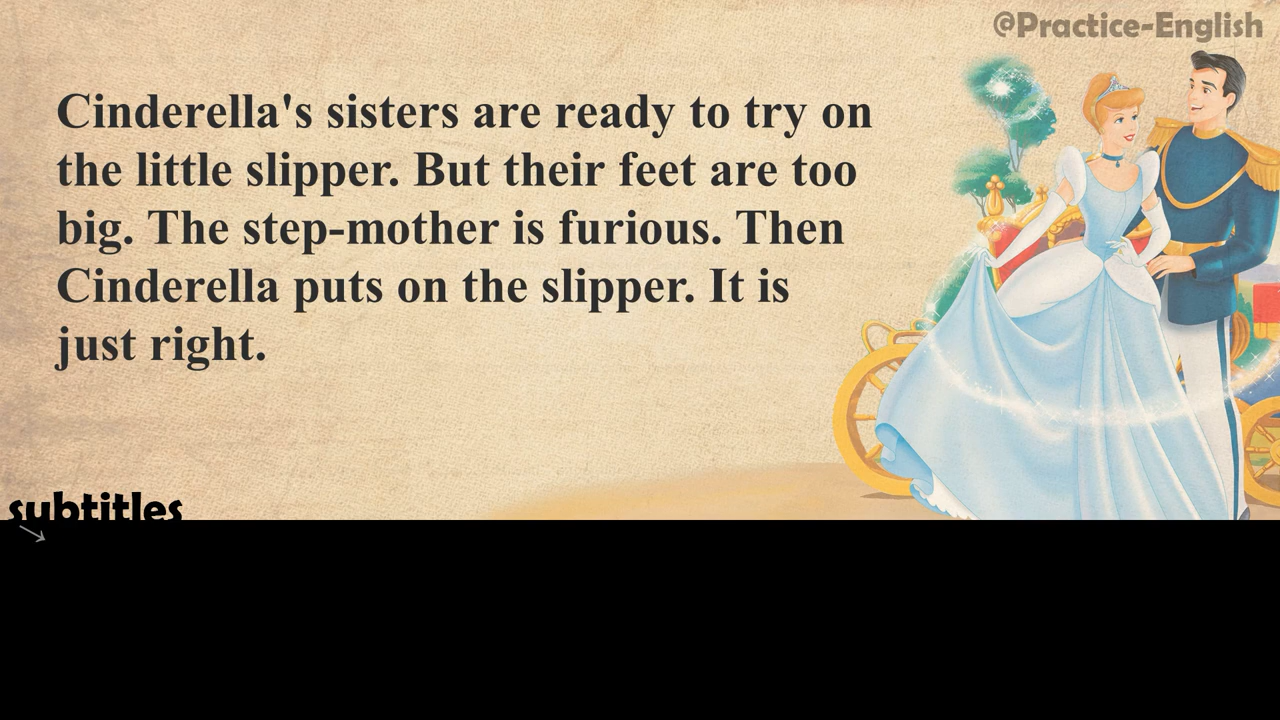 @Practice-English
Cinderella's sisters are ready to try on
the little slipper. But their feet are too
big. The step-mother is furious. Then
Cinderella puts on the slipper. It is
just right.
subtitles